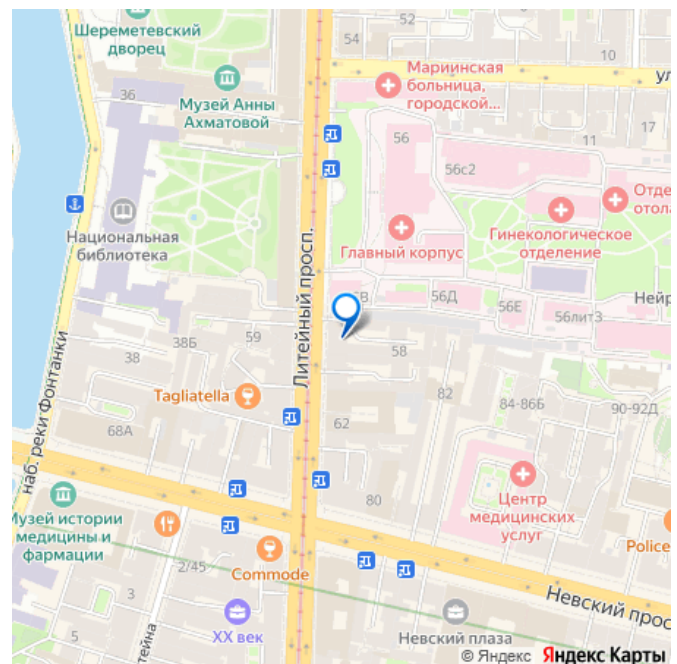 Шереметевский
дворец
54
52
10
36
Музей Анны
Ахматовой
Мариинская
больница,
городской...
ул
17
56
11
56с2
Национальная
библиотека
Главный корпус
Гинекологическое
отделение
Отде
отола
Литейный просп.
56Д
56Е
56лит3
Нейр
59
38Б
38
58
наб. реки Фонтанки
Tagliatella
82
84-86Б
90-92Д
68А
62
80
Центр
медицинских
услуг
Музей истории
медицины и
фармации
Police
Commode
2/45
5
3
XX век
Невский плаза
Невский прос
© Яндекс Яндекс Карты